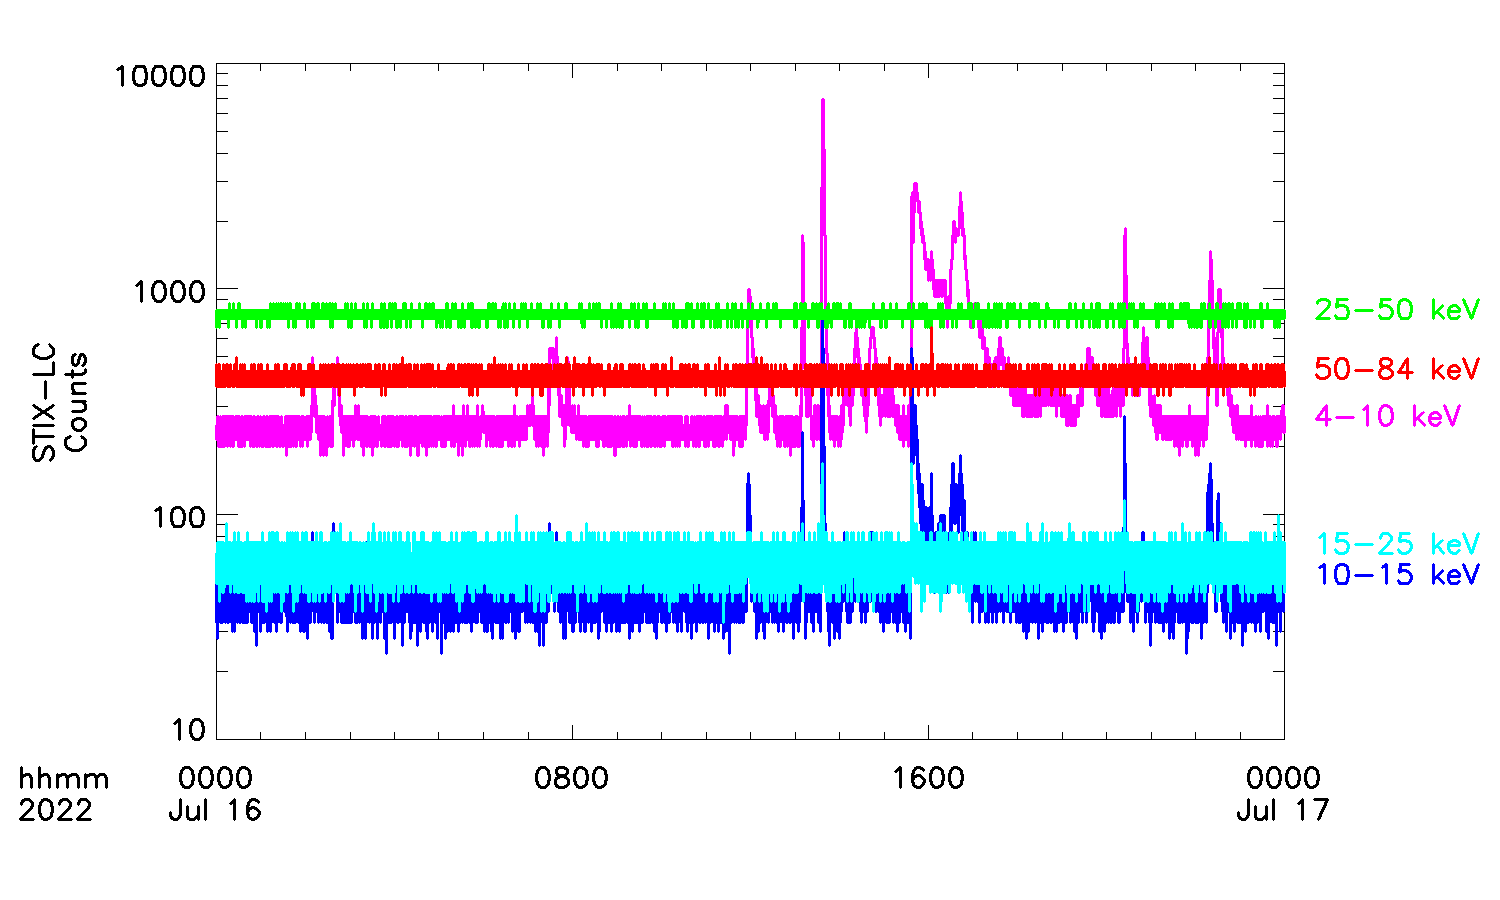 10000
1000
100
10
STIX-LC
Counts
25-50 keV
50-84 keV
4-10 keV
15-25 keV
10-15 keV
hhmm 0000 0800 1600 0000
2022 Jul 16 Jul 17